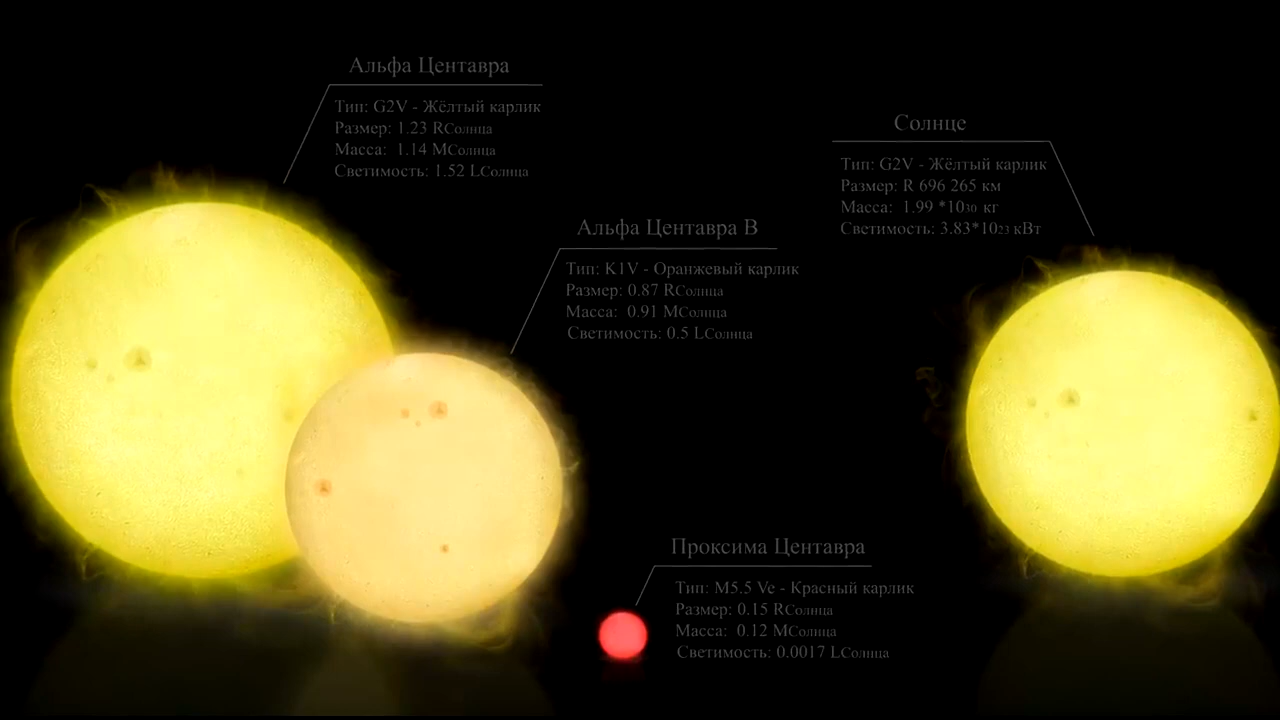 Альфа Центавра
Тип: G2V - Жёлтый карлик
Размер: 1.23 RСолнца
Масса: 1.14 MСолнца
Светимость: 1.52 LСолнца
Альфа Центавра B
Тип: K1V - Оранжевый карлик
Размер: 0.87 RСолнца
Масса: 0.91 MСолнца
Светимость: 0.5 LСолнца
Солнце
Тип: G2V - Жёлтый карлик
Размер: R 696 265 км
Масса: 1.99 *1030 кг
Светимость: 3.83*1023 кВт
Проксима Центавра
Тип: M5.5 Ve - Красный карлик
Размер: 0.15 RСолнца
Масса: 0.12 MСолнца
Светимость: 0.0017 LСолнца